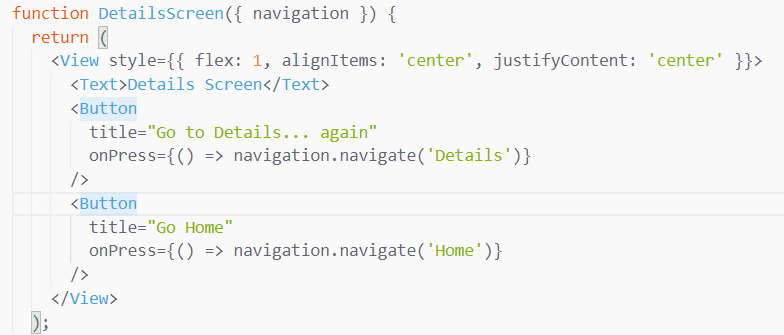 function DetailsScreen({ navigation }) {
  return (
    <View style={{ flex: 1, alignItems: 'center', justifyContent: 'center' }}>
      <Text>Details Screen</Text>
      <Button
        title="Go to Details... again"
        onPress={() => navigation.navigate('Details')}
      />
      <Button
        title="Go Home"
        onPress={() => navigation.navigate('Home')}
      />
    </View>
  );